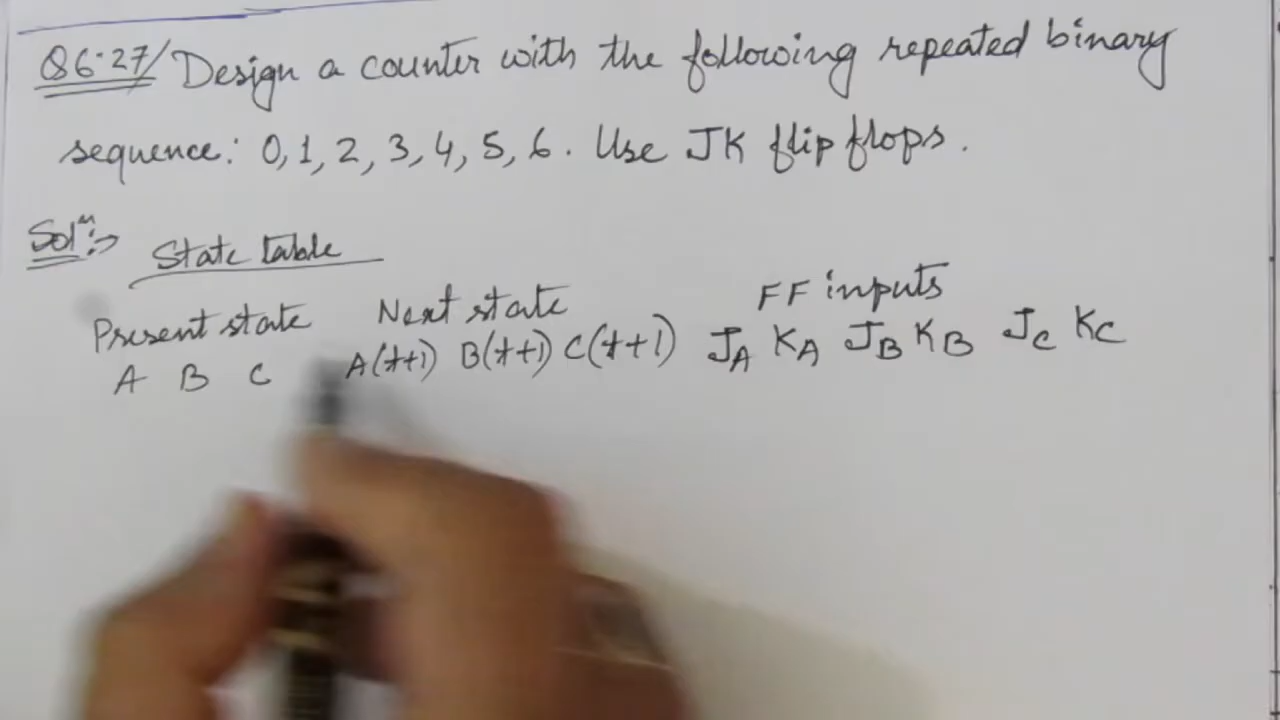 Q6.27/ Design a counter with the following repeated binary
sequence: 0, 1, 2, 3, 4, 5, 6. Use JK flip flops.
Solⁿ:->
State table
Present state Next state FF inputs
A B C A(t+1) B(t+1) C(t+1) JA KA JB KB JC KC